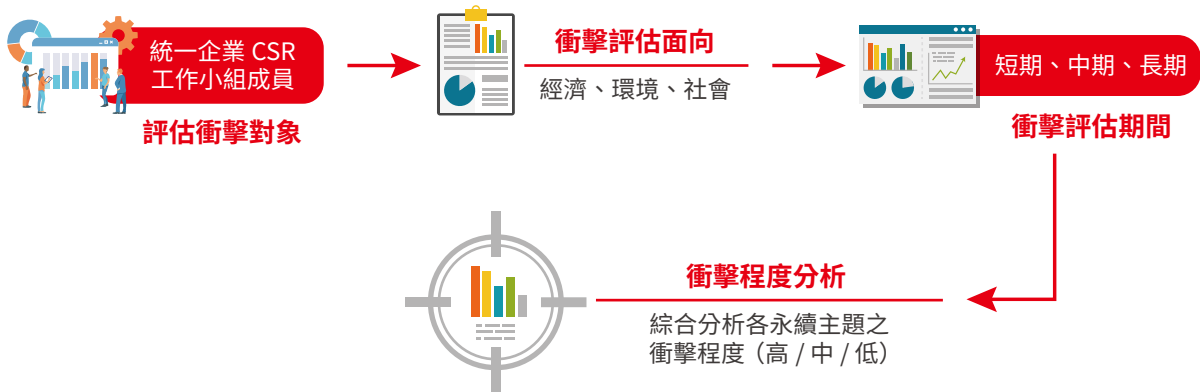 統一企業 CSR
工作小組成員
評估衝擊對象
衝擊評估面向
經濟、環境、社會
短期、中期、長期
衝擊評估期間
衝擊程度分析
綜合分析各永續主題之
衝擊程度（高 / 中 / 低）